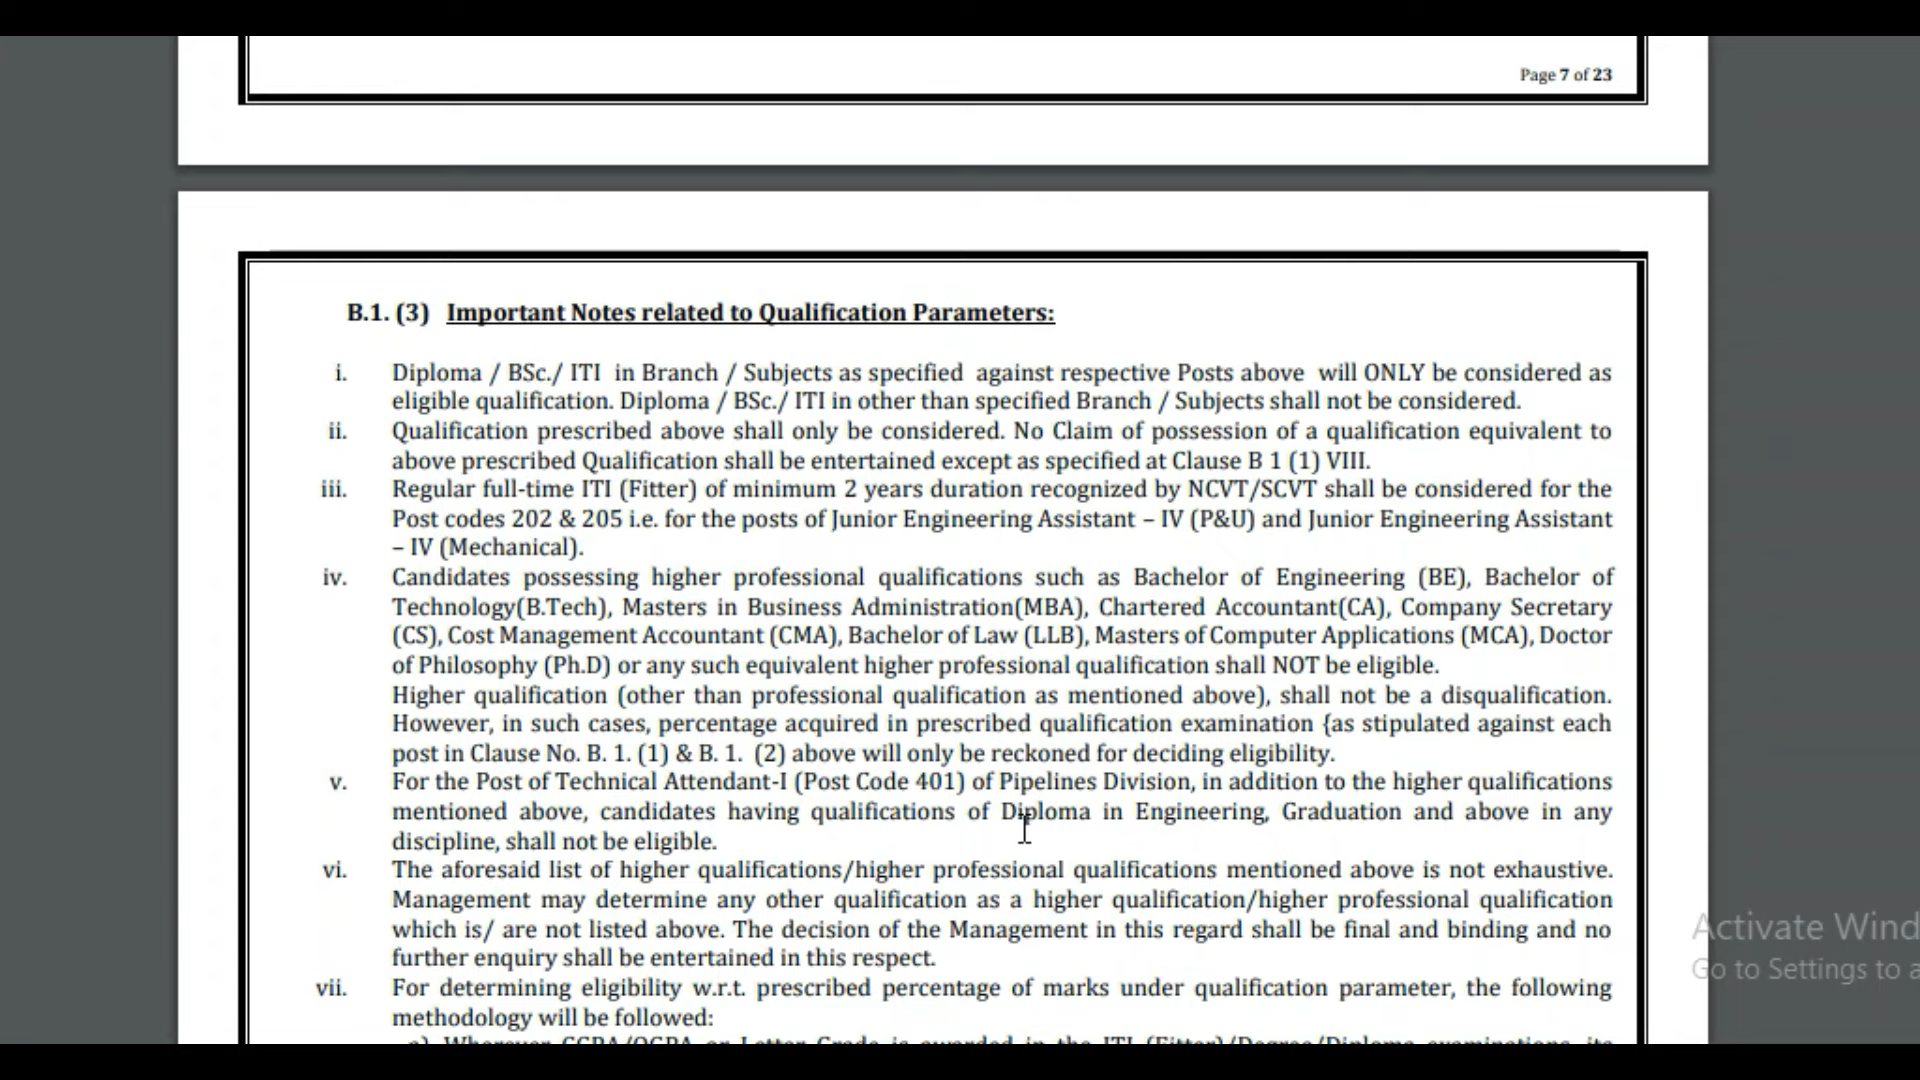 Page 7 of 23
B.1. (3) Important Notes related to Qualification Parameters:
i. Diploma / BSc./ ITI in Branch / Subjects as specified against respective Posts above will ONLY be considered as
eligible qualification. Diploma / BSc./ ITI in other than specified Branch / Subjects shall not be considered.
ii. Qualification prescribed above shall only be considered. No Claim of possession of a qualification equivalent to
above prescribed Qualification shall be entertained except as specified at Clause B 1 (1) VIII.
iii. Regular full-time ITI (Fitter) of minimum 2 years duration recognized by NCVT/SCVT shall be considered for the
Post codes 202 & 205 i.e. for the posts of Junior Engineering Assistant – IV (P&U) and Junior Engineering Assistant
– IV (Mechanical).
iv. Candidates possessing higher professional qualifications such as Bachelor of Engineering (BE), Bachelor of
Technology(B.Tech), Masters in Business Administration(MBA), Chartered Accountant(CA), Company Secretary
(CS), Cost Management Accountant (CMA), Bachelor of Law (LLB), Masters of Computer Applications (MCA), Doctor
of Philosophy (Ph.D) or any such equivalent higher professional qualification shall NOT be eligible.
Higher qualification (other than professional qualification as mentioned above), shall not be a disqualification.
However, in such cases, percentage acquired in prescribed qualification examination {as stipulated against each
post in Clause No. B. 1. (1) & B. 1. (2) above will only be reckoned for deciding eligibility.
v. For the Post of Technical Attendant-I (Post Code 401) of Pipelines Division, in addition to the higher qualifications
mentioned above, candidates having qualifications of Diploma in Engineering, Graduation and above in any
discipline, shall not be eligible.
vi. The aforesaid list of higher qualifications/higher professional qualifications mentioned above is not exhaustive.
Management may determine any other qualification as a higher qualification/higher professional qualification
which is/ are not listed above. The decision of the Management in this regard shall be final and binding and no
further enquiry shall be entertained in this respect.
vii. For determining eligibility w.r.t. prescribed percentage of marks under qualification parameter, the following
methodology will be followed:
Activate Wind
Go to Settings to a